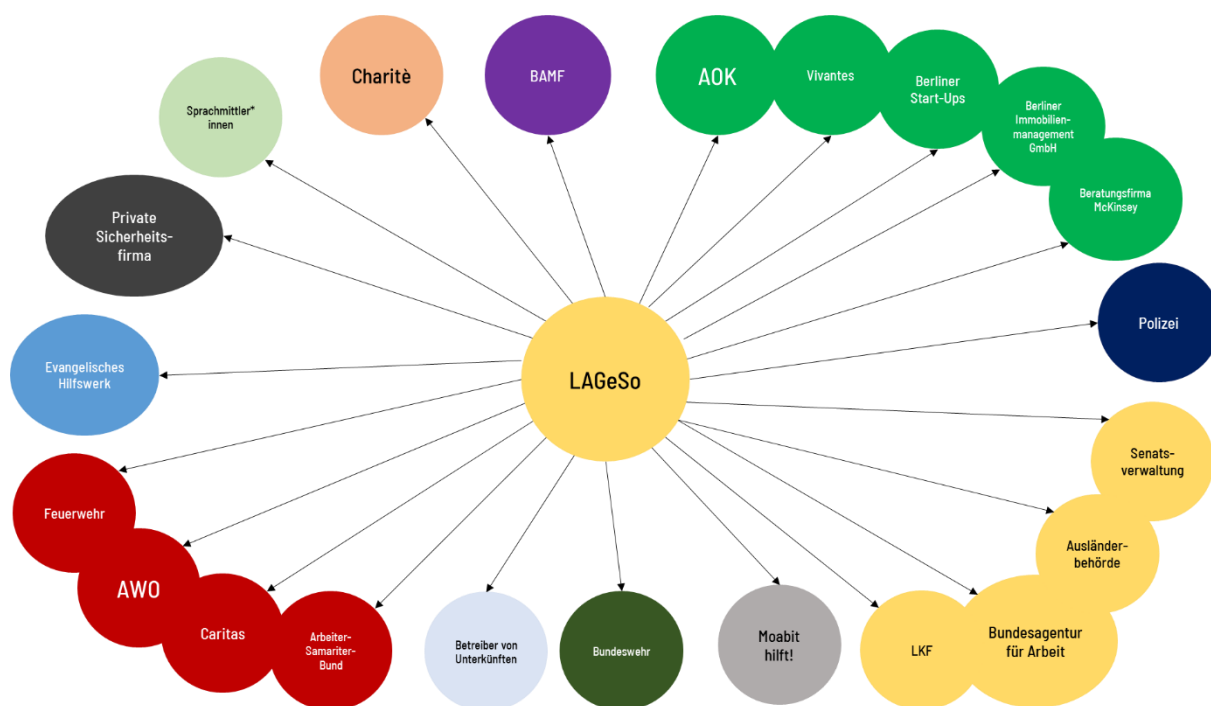 Charitè
BAMF
AOK
Vivantes
Berliner
Start-Ups
Sprachmittler*
innen
Berliner
Immobilien-
management
GmbH
Beratungsfirma
McKinsey
Private
Sicherheits-
firma
Polizei
Evangelisches
Hilfswerk
LAGeSo
Senats-
verwaltung
Feuerwehr
Ausländer-
behörde
AWO
Caritas
Arbeiter-
Samariter-
Bund
Betreiber von
Unterkünften
Bundeswehr
Moabit
hilft!
LKF
Bundesagentur
für Arbeit